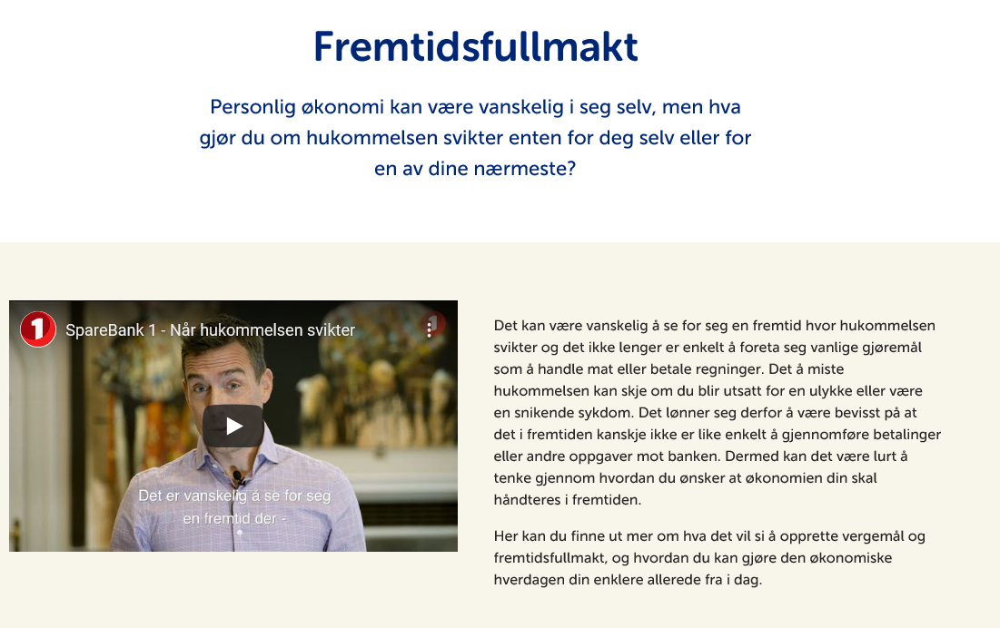 Fremtidsfullmakt
Personlig økonomi kan være vanskelig i seg selv, men hva
gjør du om hukommelsen svikter enten for deg selv eller for
en av dine nærmeste?
1
SpareBank 1 - Når hukommelsen svikter
1
Det er vanskelig å se for seg
en fremtid der -
Det kan være vanskelig å se for seg en fremtid hvor hukommelsen
svikter og det ikke lenger er enkelt å foreta seg vanlige gjøremål
som å handle mat eller betale regninger. Det å miste
hukommelsen kan skje om du blir utsatt for en ulykke eller være
en snikende sykdom. Det lønner seg derfor å være bevisst på at
det i fremtiden kanskje ikke er like enkelt å gjennomføre betalinger
eller andre oppgaver mot banken. Dermed kan det være lurt å
tenke gjennom hvordan du ønsker at økonomien din skal
håndteres i fremtiden.
Her kan du finne ut mer om hva det vil si å opprette vergemål og
fremtidsfullmakt, og hvordan du kan gjøre den økonomiske
hverdagen din enklere allerede fra i dag.